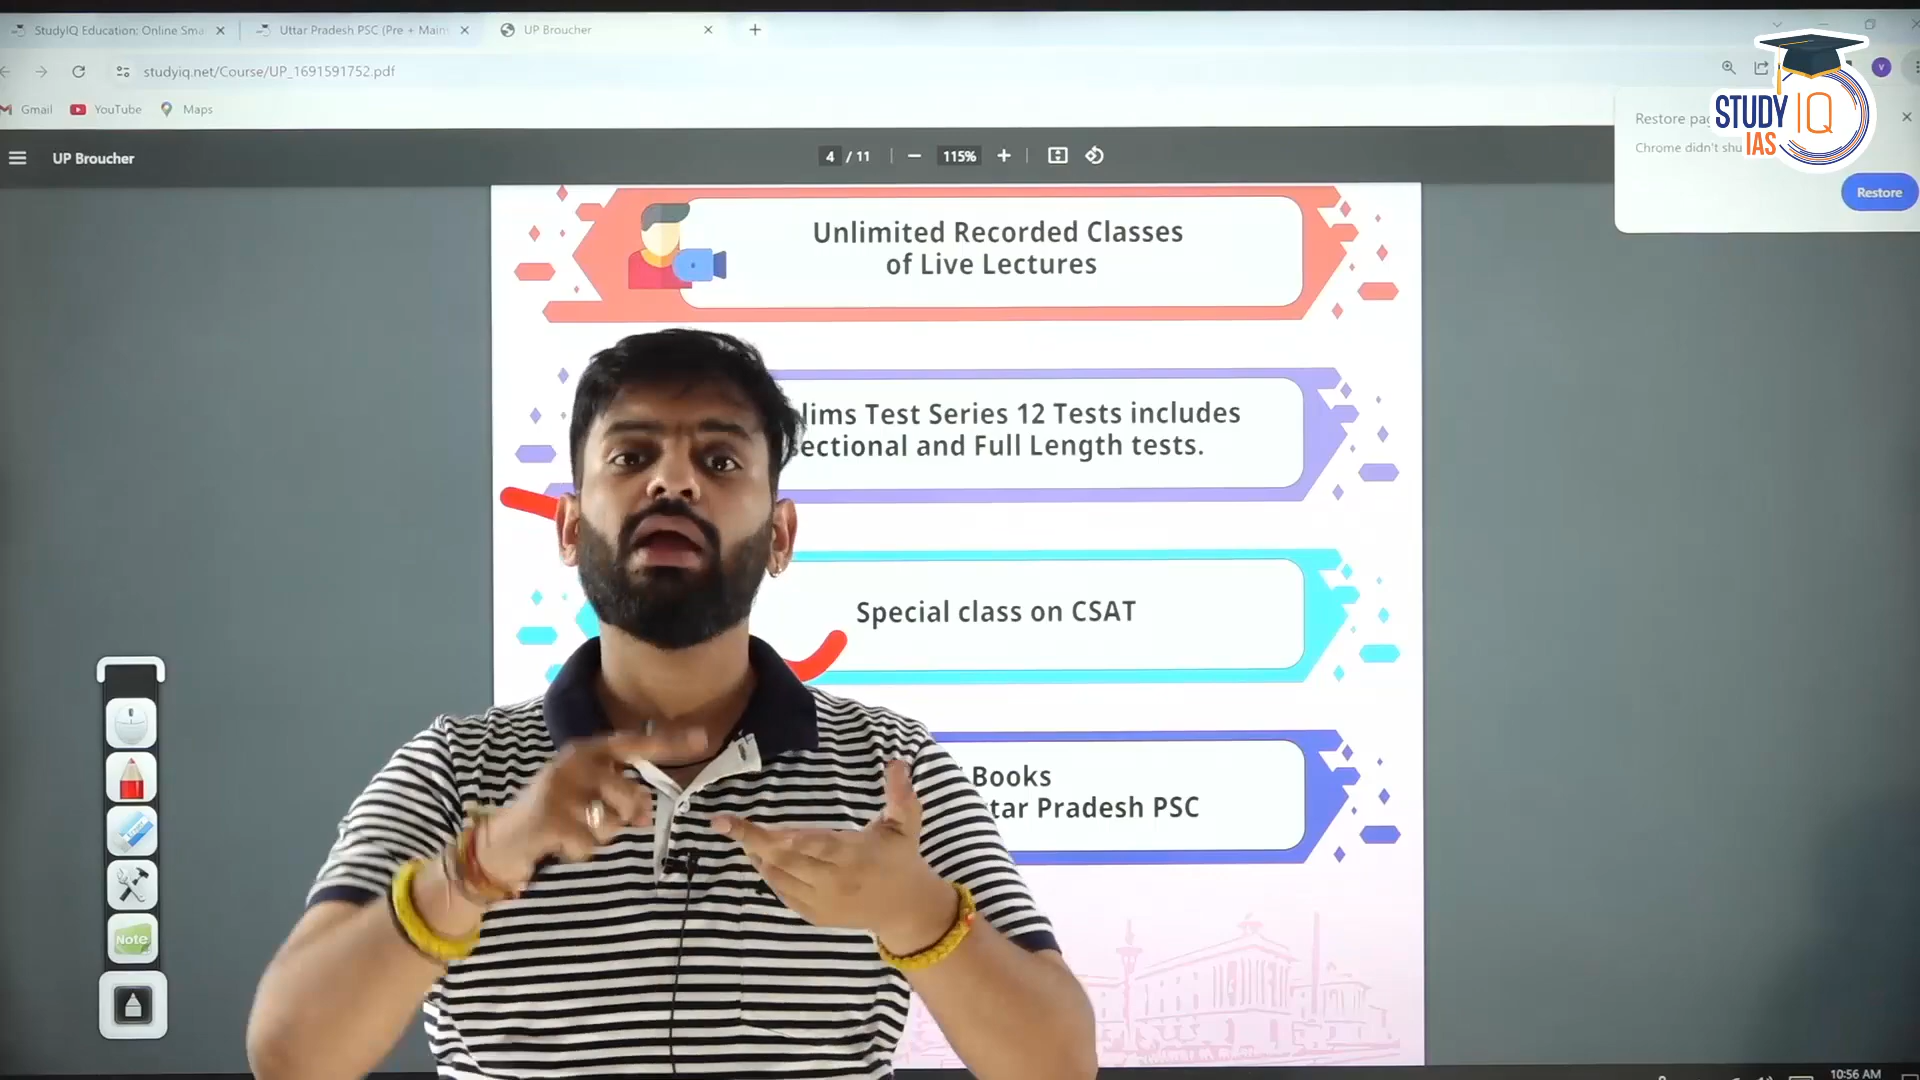 StudyIQ Education: Online Sma
Uttar Pradesh PSC (Pre + Main
UP Broucher
studyiq.net/Course/UP_1691591752.pdf
Gmail
YouTube
Maps
V
STUDY IQ
IAS
Restore pag
Chrome didn't shu
Restore
UP Broucher
4 / 11
115%
Unlimited Recorded Classes
of Live Lectures
lims Test Series 12 Tests includes
sectional and Full Length tests.
Special class on CSAT
Books
tar Pradesh PSC
Note
10:56 AM